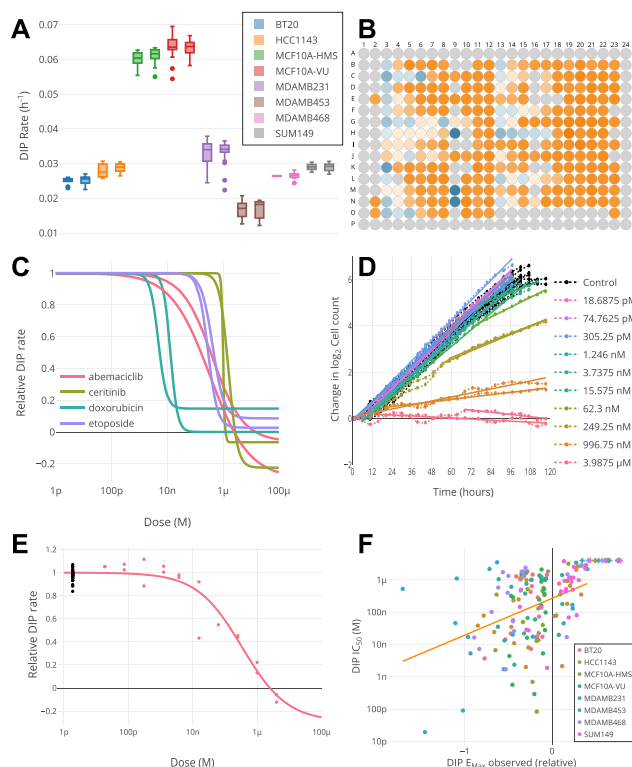 A
DIP Rate (h⁻¹)
0.07
0.06
0.05
0.04
0.03
0.02
0.01
BT20
HCC1143
MCF10A-HMS
MCF10A-VU
MDAMB231
MDAMB453
MDAMB468
SUM149
B
1 2 3 4 5 6 7 8 9 10 11 12 13 14 15 16 17 18 19 20 21 22 23 24
A
B
C
D
E
F
G
H
I
J
K
L
M
N
O
P
C
Relative DIP rate
1
0.8
0.6
0.4
0.2
0
−0.2
abemaciclib
ceritinib
doxorubicin
etoposide
1p 100p 10n 1μ 100μ
Dose (M)
D
Change in log₂ Cell count
6
4
2
0
−2
0 12 24 36 48 60 72 84 96 108 120
Time (hours)
Control
18.6875 pM
74.7625 pM
305.25 pM
1.246 nM
3.7375 nM
15.575 nM
62.3 nM
249.25 nM
996.75 nM
3.9875 μM
E
Relative DIP rate
1.2
1
0.8
0.6
0.4
0.2
0
−0.2
1p 100p 10n 1μ 100μ
Dose (M)
F
DIP IC₅₀ (M)
1μ
100n
10n
1n
100p
10p
−1 0
DIP E_Max observed (relative)
BT20
HCC1143
MCF10A-HMS
MCF10A-VU
MDAMB231
MDAMB453
MDAMB468
SUM149